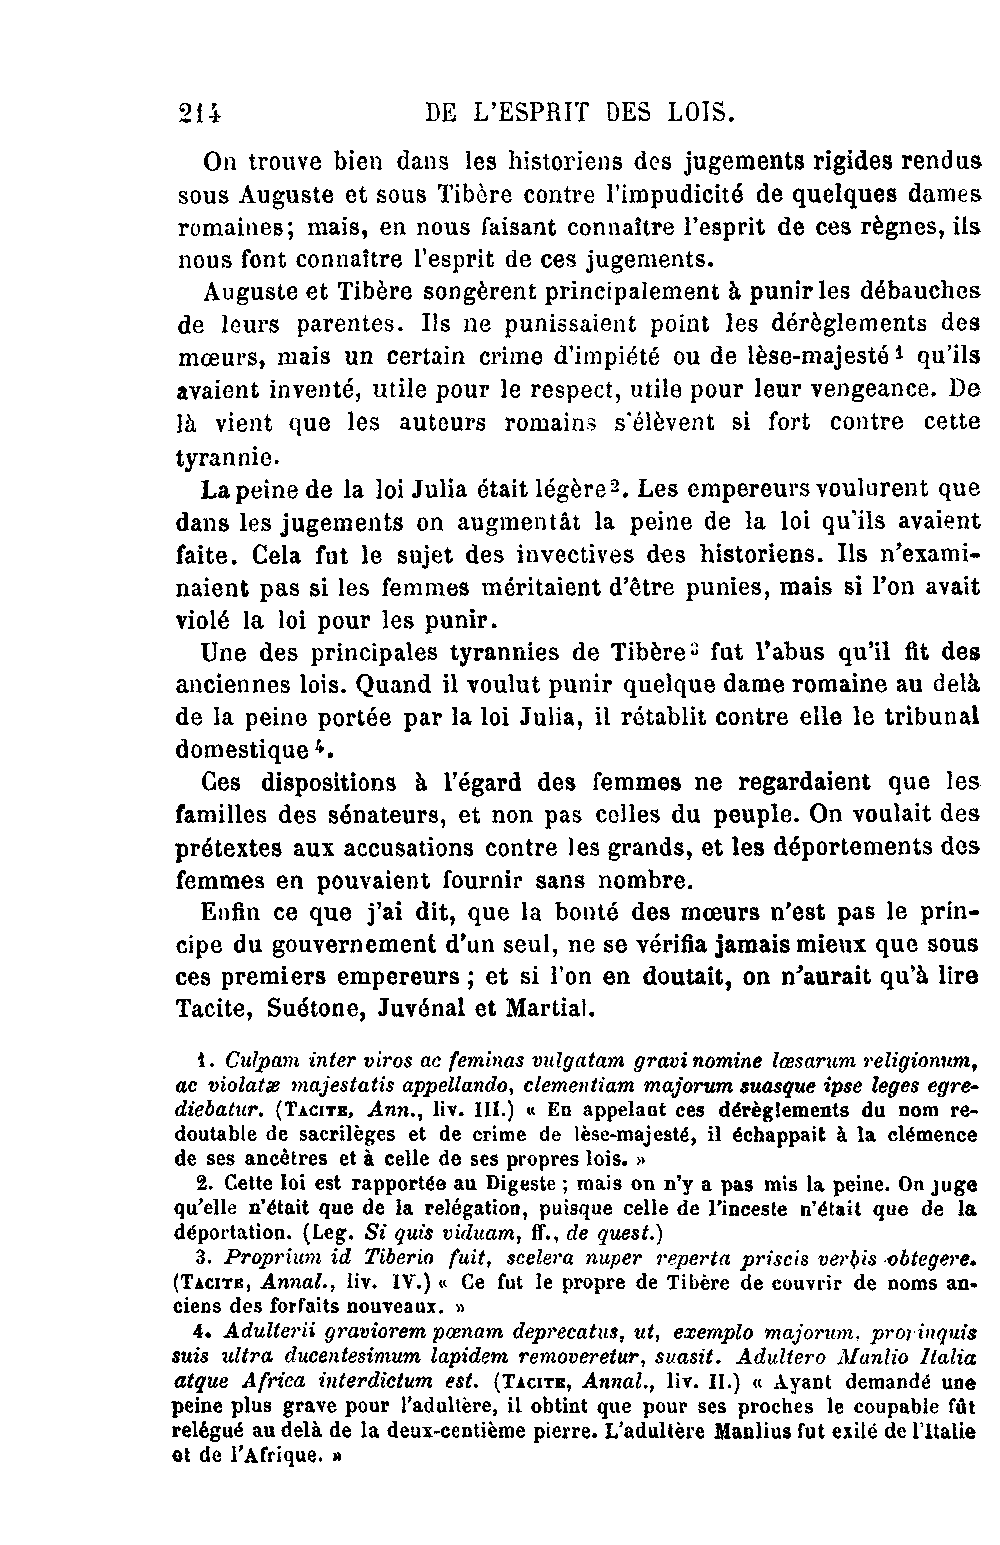 214 DE L'ESPRIT DES LOIS.
On trouve bien dans les historiens des jugements rigides rendus
sous Auguste et sous Tibère contre l'impudicité de quelques dames
romaines; mais, en nous faisant connaître l'esprit de ces règnes, ils
nous font connaître l'esprit de ces jugements.
Auguste et Tibère songèrent principalement à punir les débauches
de leurs parentes. Ils ne punissaient point les dérèglements des
mœurs, mais un certain crime d'impiété ou de lèse-majesté 1 qu'ils
avaient inventé, utile pour le respect, utile pour leur vengeance. De
là vient que les auteurs romains s'élèvent si fort contre cette
tyrannie.
La peine de la loi Julia était légère 2. Les empereurs voulurent que
dans les jugements on augmentât la peine de la loi qu'ils avaient
faite. Cela fut le sujet des invectives des historiens. Ils n'exami-
naient pas si les femmes méritaient d'être punies, mais si l'on avait
violé la loi pour les punir.
Une des principales tyrannies de Tibère 3 fut l'abus qu'il fit des
anciennes lois. Quand il voulut punir quelque dame romaine au delà
de la peine portée par la loi Julia, il rétablit contre elle le tribunal
domestique 4.
Ces dispositions à l'égard des femmes ne regardaient que les
familles des sénateurs, et non pas celles du peuple. On voulait des
prétextes aux accusations contre les grands, et les déportements des
femmes en pouvaient fournir sans nombre.
Enfin ce que j'ai dit, que la bonté des mœurs n'est pas le prin-
cipe du gouvernement d'un seul, ne se vérifia jamais mieux que sous
ces premiers empereurs ; et si l'on en doutait, on n'aurait qu'à lire
Tacite, Suétone, Juvénal et Martial.
1. Culpam inter viros ac feminas vulgatam gravi nomine læsarum religionum,
ac violatæ majestatis appellando, clementiam majorum suasque ipse leges egre-
diebatur. (TACITE, Ann., liv. III.) « En appelant ces dérèglements du nom re-
doutable de sacrilèges et de crime de lèse-majesté, il échappait à la clémence
de ses ancêtres et à celle de ses propres lois. »
2. Cette loi est rapportée au Digeste ; mais on n'y a pas mis la peine. On juge
qu'elle n'était que de la relégation, puisque celle de l'inceste n'était que de la
déportation. (Leg. Si quis viduam, ff., de quest.)
3. Proprium id Tiberio fuit, scelera nuper reperta priscis verbis obtegere.
(TACITE, Annal., liv. IV.) « Ce fut le propre de Tibère de couvrir de noms an-
ciens des forfaits nouveaux. »
4. Adulterii graviorem pœnam deprecatus, ut, exemplo majorum, propinquis
suis ultra ducentesimum lapidem removeretur, suasit. Adultero Manlio Italia
atque Africa interdictum est. (TACITE, Annal., liv. II.) « Ayant demandé une
peine plus grave pour l'adultère, il obtint que pour ses proches le coupable fût
relégué au delà de la deux-centième pierre. L'adultère Manlius fut exilé de l'Italie
et de l'Afrique. »